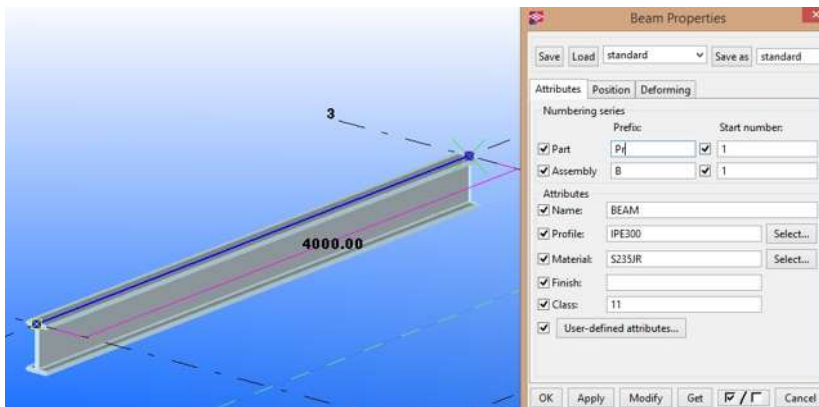 3
4000.00
Beam Properties
Save Load standard Save as standard
Attributes Position Deforming
Numbering series
Prefix: Start number:
Part Pr 1
Assembly B 1
Attributes
Name: BEAM
Profile: IPE300 Select...
Material: S235JR Select...
Finish:
Class: 11
User-defined attributes...
OK Apply Modify Get / Cancel